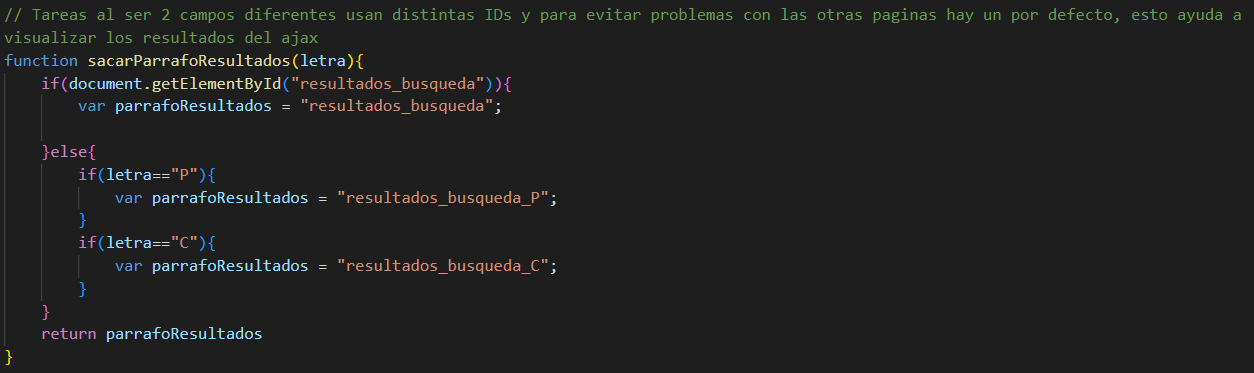 // Tareas al ser 2 campos diferentes usan distintas IDs y para evitar problemas con las otras paginas hay un por defecto, esto ayuda a
visualizar los resultados del ajax
function sacarParrafoResultados(letra){
    if(document.getElementById("resultados_busqueda")){
        var parrafoResultados = "resultados_busqueda";

    }else{
        if(letra=="P"){
            var parrafoResultados = "resultados_busqueda_P";
        }
        if(letra=="C"){
            var parrafoResultados = "resultados_busqueda_C";
        }
    }
    return parrafoResultados
}